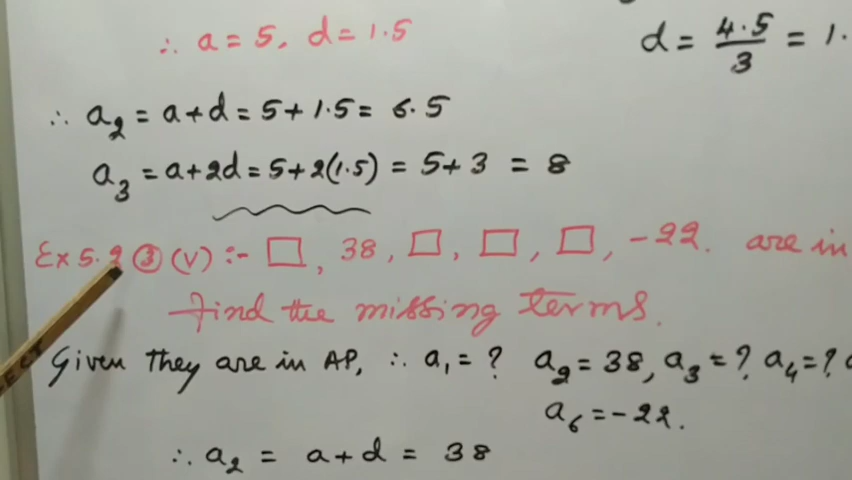 ∴ a = 5, d = 1.5
d = 4.5/3 = 1.
∴ a₂ = a+d = 5+1.5 = 6.5
a₃ = a+2d = 5+2(1.5) = 5+3 = 8
Ex 5.2 ③ (V) :- □, 38, □, □, □, -22. are in
find the missing terms.
Given they are in AP, ∴ a₁ = ? a₂ = 38, a₃ = ? a₄ = ?
a₆ = -22.
∴ a₂ = a+d = 38